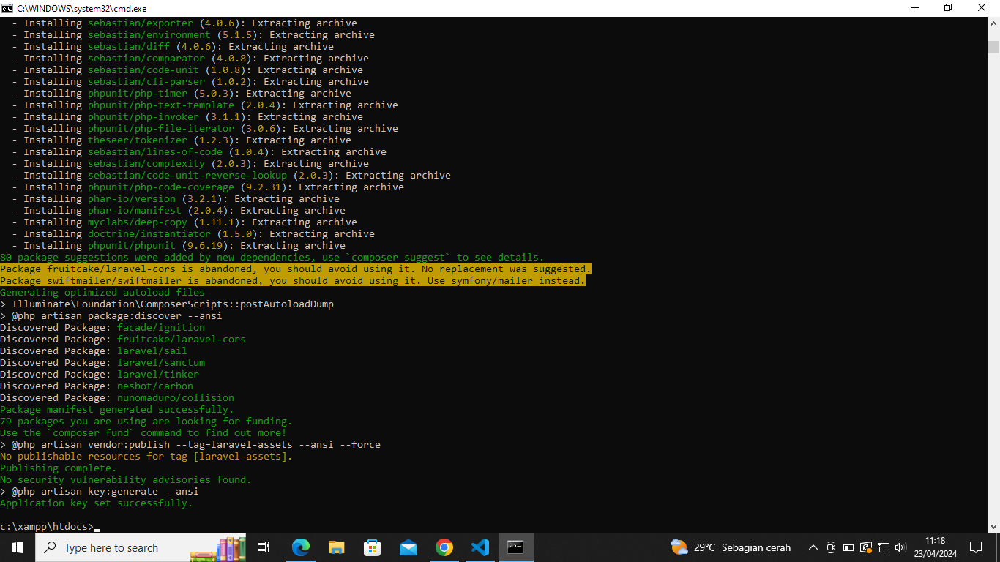 C:\WINDOWS\system32\cmd.exe
- Installing sebastian/exporter (4.0.6): Extracting archive
- Installing sebastian/environment (5.1.5): Extracting archive
- Installing sebastian/diff (4.0.6): Extracting archive
- Installing sebastian/comparator (4.0.8): Extracting archive
- Installing sebastian/code-unit (1.0.8): Extracting archive
- Installing sebastian/cli-parser (1.0.2): Extracting archive
- Installing phpunit/php-timer (5.0.3): Extracting archive
- Installing phpunit/php-text-template (2.0.4): Extracting archive
- Installing phpunit/php-invoker (3.1.1): Extracting archive
- Installing phpunit/php-file-iterator (3.0.6): Extracting archive
- Installing theseer/tokenizer (1.2.3): Extracting archive
- Installing sebastian/lines-of-code (1.0.4): Extracting archive
- Installing sebastian/complexity (2.0.3): Extracting archive
- Installing sebastian/code-unit-reverse-lookup (2.0.3): Extracting archive
- Installing phpunit/php-code-coverage (9.2.31): Extracting archive
- Installing phar-io/version (3.2.1): Extracting archive
- Installing phar-io/manifest (2.0.4): Extracting archive
- Installing myclabs/deep-copy (1.11.1): Extracting archive
- Installing doctrine/instantiator (1.5.0): Extracting archive
- Installing phpunit/phpunit (9.6.19): Extracting archive
80 package suggestions were added by new dependencies, use `composer suggest` to see details.
Package fruitcake/laravel-cors is abandoned, you should avoid using it. No replacement was suggested.
Package swiftmailer/swiftmailer is abandoned, you should avoid using it. Use symfony/mailer instead.
Generating optimized autoload files
> Illuminate\Foundation\ComposerScripts::postAutoloadDump
> @php artisan package:discover --ansi
Discovered Package: facade/ignition
Discovered Package: fruitcake/laravel-cors
Discovered Package: laravel/sail
Discovered Package: laravel/sanctum
Discovered Package: laravel/tinker
Discovered Package: nesbot/carbon
Discovered Package: nunomaduro/collision
Package manifest generated successfully.
79 packages you are using are looking for funding.
Use the `composer fund` command to find out more!
> @php artisan vendor:publish --tag=laravel-assets --ansi --force
No publishable resources for tag [laravel-assets].
Publishing complete.
No security vulnerability advisories found.
> @php artisan key:generate --ansi
Application key set successfully.
c:\xampp\htdocs>
Type here to search
29°C Sebagian cerah
11:18
23/04/2024